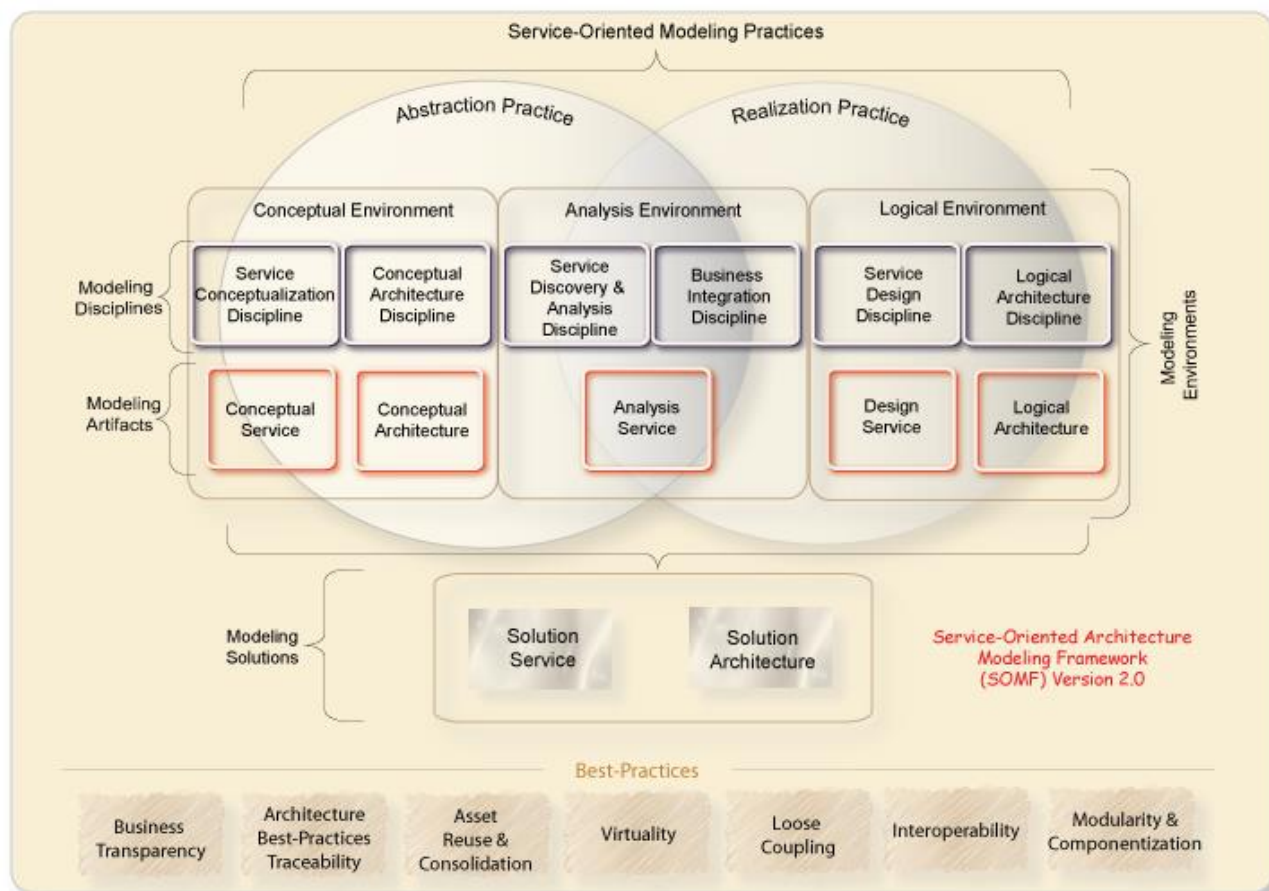 Service-Oriented Modeling Practices
Abstraction Practice
Realization Practice
Conceptual Environment
Analysis Environment
Logical Environment
Modeling
Disciplines
Service
Conceptualization
Discipline
Conceptual
Architecture
Discipline
Service
Discovery &
Analysis
Discipline
Business
Integration
Discipline
Service
Design
Discipline
Logical
Architecture
Discipline
Modeling
Environments
Modeling
Artifacts
Conceptual
Service
Conceptual
Architecture
Analysis
Service
Design
Service
Logical
Architecture
Modeling
Solutions
Solution
Service
Solution
Architecture
Service-Oriented Architecture
Modeling Framework
(SOMF) Version 2.0
Best-Practices
Business
Transparency
Architecture
Best-Practices
Traceability
Asset
Reuse &
Consolidation
Virtuality
Loose
Coupling
Interoperability
Modularity &
Componentization